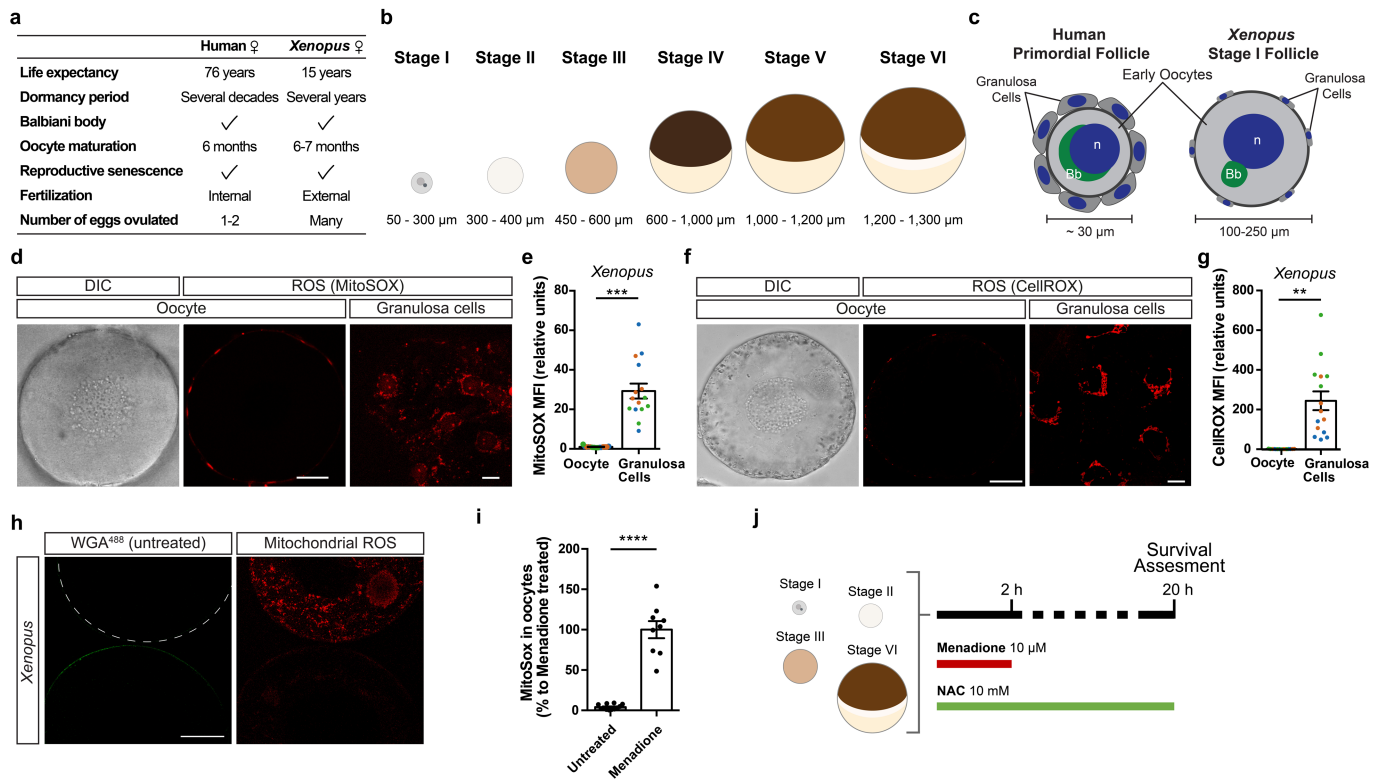 a
Human ♀ Xenopus ♀
Life expectancy 76 years 15 years
Dormancy period Several decades Several years
Balbiani body ✓ ✓
Oocyte maturation 6 months 6-7 months
Reproductive senescence ✓ ✓
Fertilization Internal External
Number of eggs ovulated 1-2 Many
b
Stage I Stage II Stage III Stage IV Stage V Stage VI
50 - 300 µm 300 - 400 µm 450 - 600 µm 600 - 1,000 µm 1,000 - 1,200 µm 1,200 - 1,300 µm
c
Human
Primordial Follicle
Xenopus
Stage I Follicle
Granulosa
Cells
Early Oocytes
Granulosa
Cells
n
Bb
n
Bb
~ 30 µm
100-250 µm
d
DIC ROS (MitoSOX)
Oocyte Granulosa cells
e
Xenopus
***
MitoSOX MFI (relative units)
80
60
40
20
0
Oocyte Granulosa
Cells
f
DIC ROS (CellROX)
Oocyte Granulosa cells
g
Xenopus
**
CellROX MFI (relative units)
800
600
400
200
0
Oocyte Granulosa
Cells
h
WGA488 (untreated) Mitochondrial ROS
Xenopus
i
****
MitoSox in oocytes
(% to Menadione treated)
200
150
100
50
0
Untreated
Menadione
j
Stage I
Stage II
Stage III
Stage VI
Survival
Assesment
2 h 20 h
Menadione 10 µM
NAC 10 mM